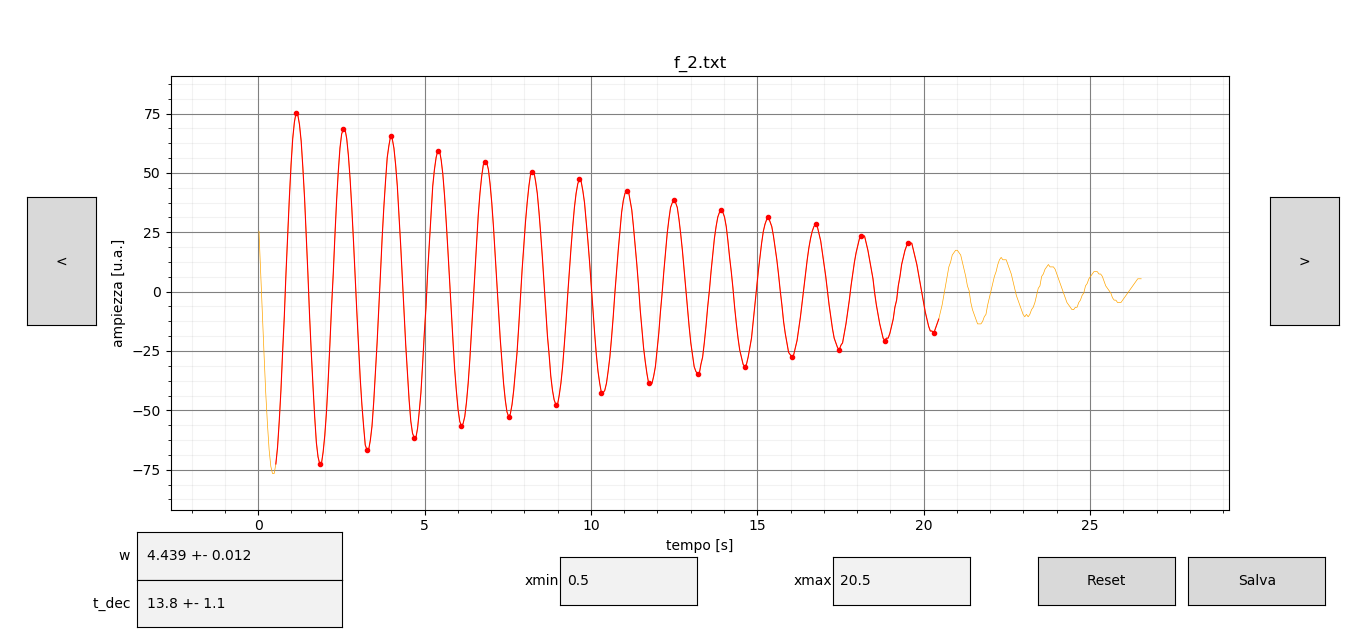 f_2.txt
75
50
25
0
−25
−50
−75
ampiezza [u.a.]
<
>
0 5 10 15 20 25
tempo [s]
w 4.439 +- 0.012
t_dec 13.8 +- 1.1
xmin 0.5
xmax 20.5
Reset
Salva